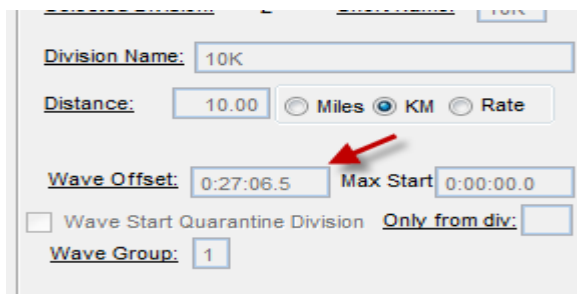 Division Name: 10K
Distance: 10.00 Miles KM Rate
Wave Offset: 0:27:06.5 Max Start 0:00:00.0
Wave Start Quarantine Division Only from div:
Wave Group: 1